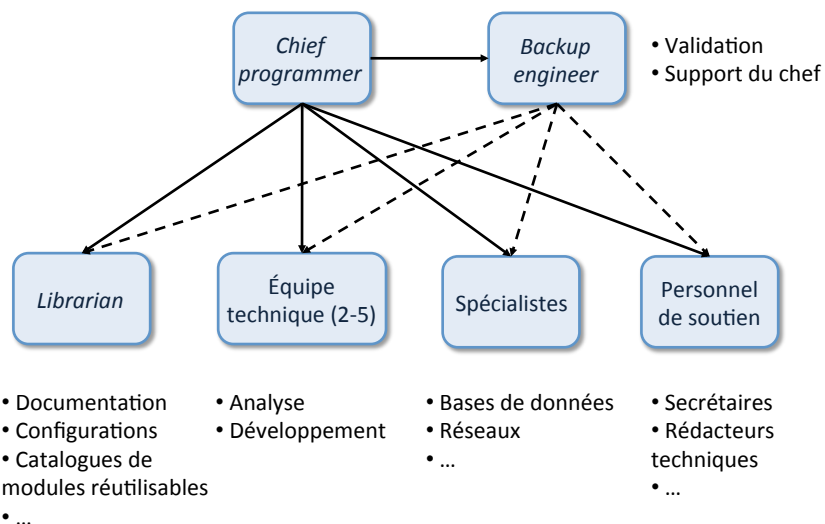 Chief
programmer
Backup
engineer
• Validation
• Support du chef
Librarian
Équipe
technique (2-5)
Spécialistes
Personnel
de soutien
• Documentation
• Configurations
• Catalogues de
modules réutilisables
• ...
• Analyse
• Développement
• Bases de données
• Réseaux
• ...
• Secrétaires
• Rédacteurs
techniques
• ...